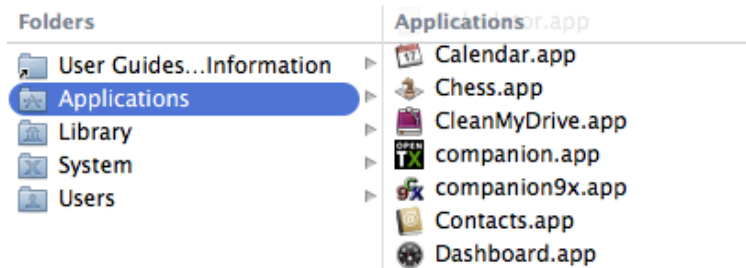 Folders
User Guides...Information
Applications
Library
System
Users
Applications
Calendar.app
Chess.app
CleanMyDrive.app
companion.app
companion9x.app
Contacts.app
Dashboard.app